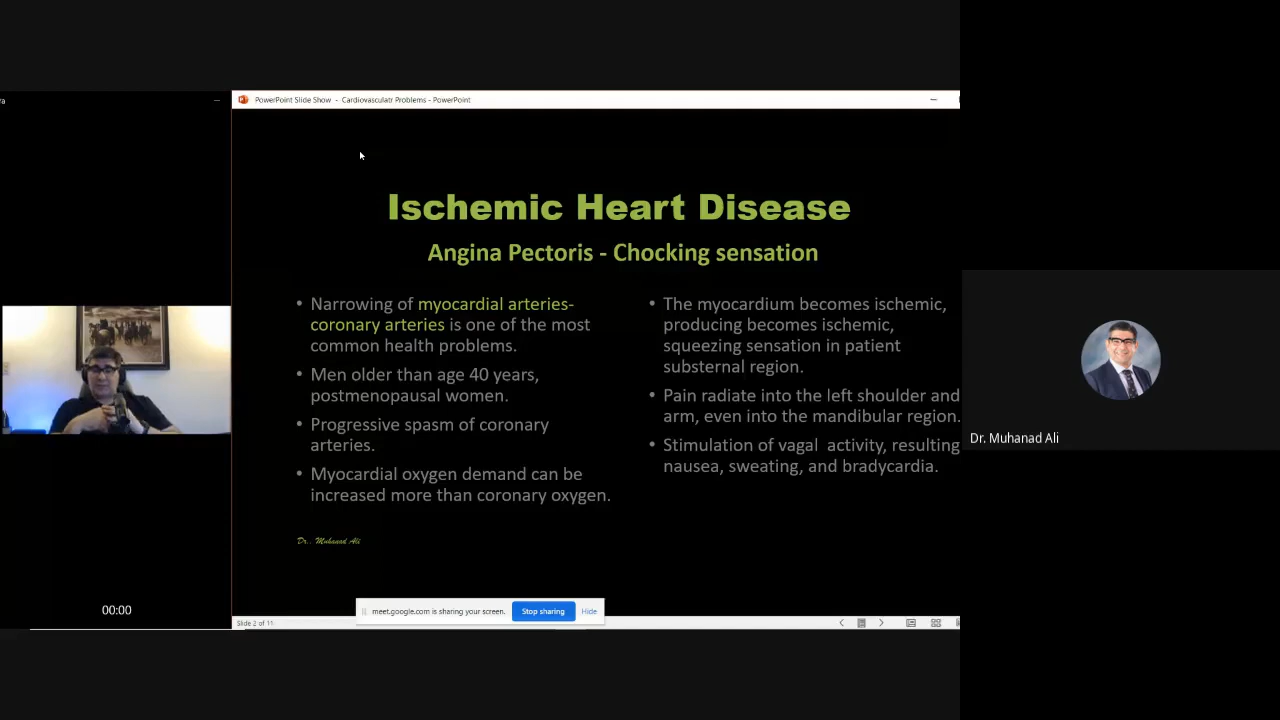 ra
PowerPoint Slide Show - Cardiovasculatr Problems - PowerPoint
Ischemic Heart Disease
Angina Pectoris - Chocking sensation
• Narrowing of myocardial arteries-
coronary arteries is one of the most
common health problems.
• Men older than age 40 years,
postmenopausal women.
• Progressive spasm of coronary
arteries.
• Myocardial oxygen demand can be
increased more than coronary oxygen.
• The myocardium becomes ischemic,
producing becomes ischemic,
squeezing sensation in patient
substernal region.
• Pain radiate into the left shoulder and
arm, even into the mandibular region.
• Stimulation of vagal activity, resulting
nausea, sweating, and bradycardia.
Dr.. Muhanad Ali
Dr. Muhanad Ali
00:00
meet.google.com is sharing your screen.
Stop sharing
Hide
Slide 2 of 11